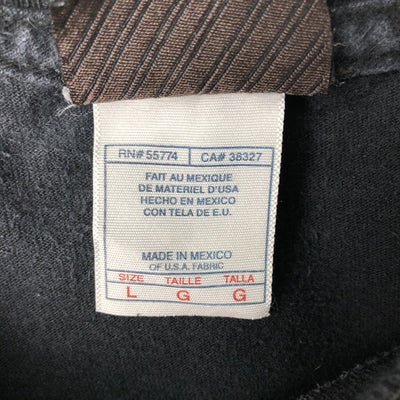 RN# 55774 CA# 38327
FAIT AU MEXIQUE
DE MATERIEL D'USA
HECHO EN MEXICO
CON TELA DE E.U.
MADE IN MEXICO
OF U.S.A. FABRIC
SIZE TAILLE TALLA
L G G